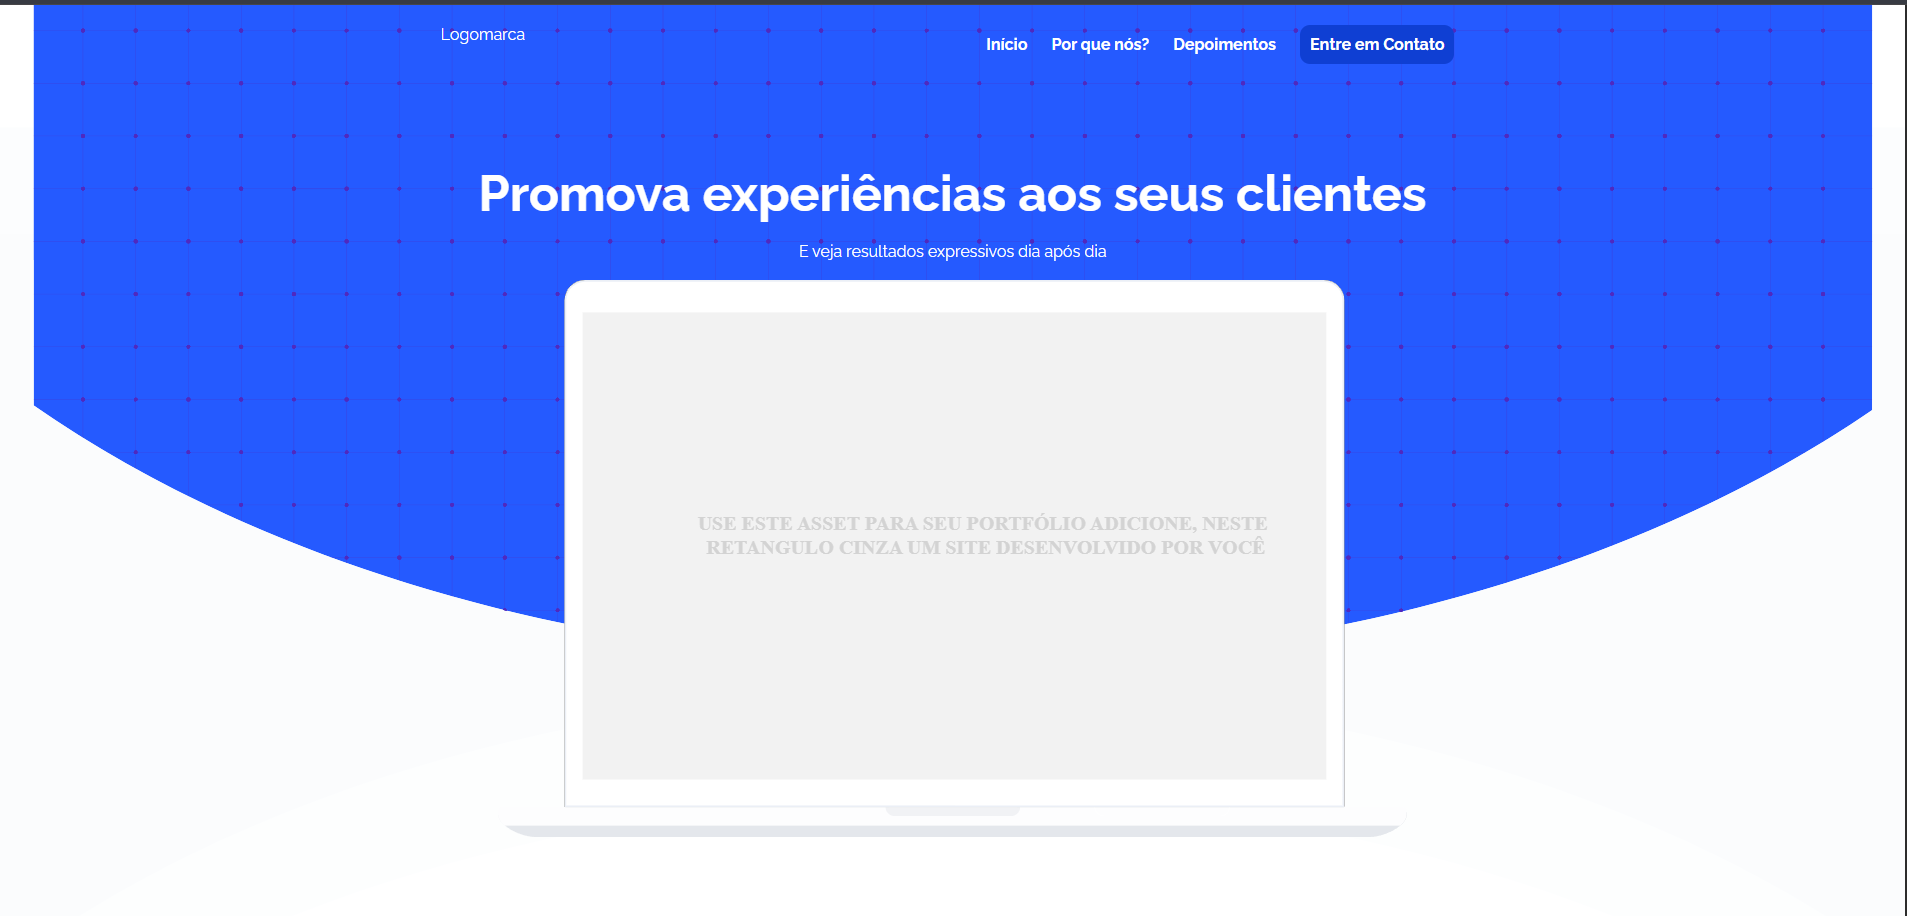 Logomarca
Início Por que nós? Depoimentos Entre em Contato
Promova experiências aos seus clientes
E veja resultados expressivos dia após dia
USE ESTE ASSET PARA SEU PORTFÓLIO ADICIONE, NESTE
RETANGULO CINZA UM SITE DESENVOLVIDO POR VOCÊ